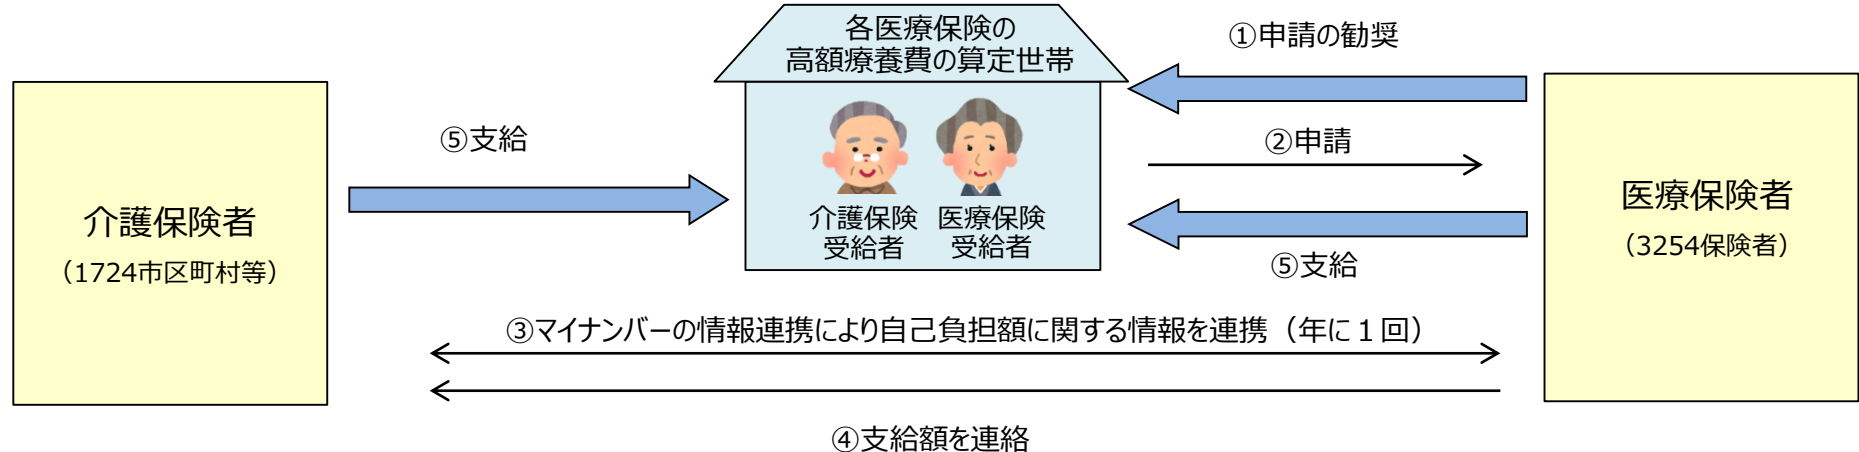 各医療保険の
高額療養費の算定世帯
①申請の勧奨
⑤支給
②申請
介護保険者
（1724市区町村等）
介護保険
受給者
医療保険
受給者
医療保険者
（3254保険者）
⑤支給
③マイナンバーの情報連携により自己負担額に関する情報を連携（年に１回）
④支給額を連絡